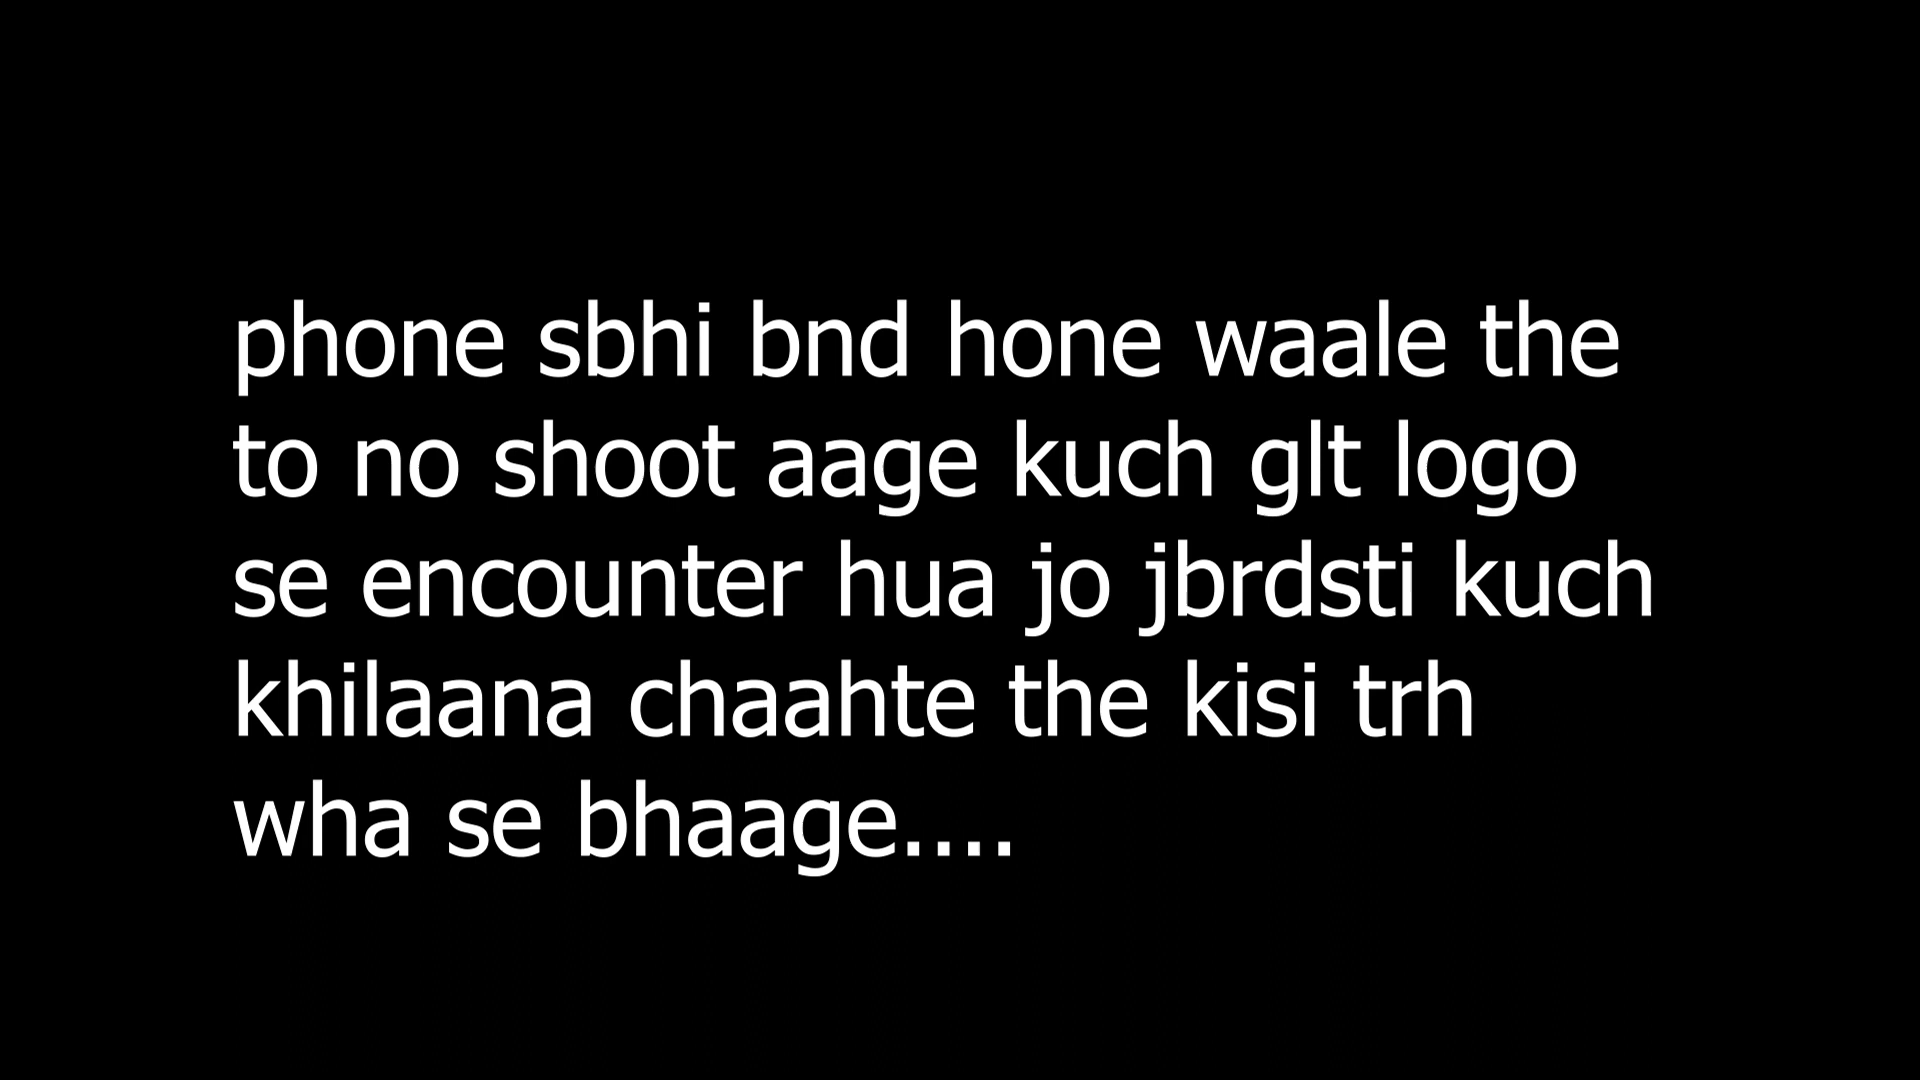 phone sbhi bnd hone waale the
to no shoot aage kuch glt logo
se encounter hua jo jbrdsti kuch
khilaana chaahte the kisi trh
wha se bhaage....